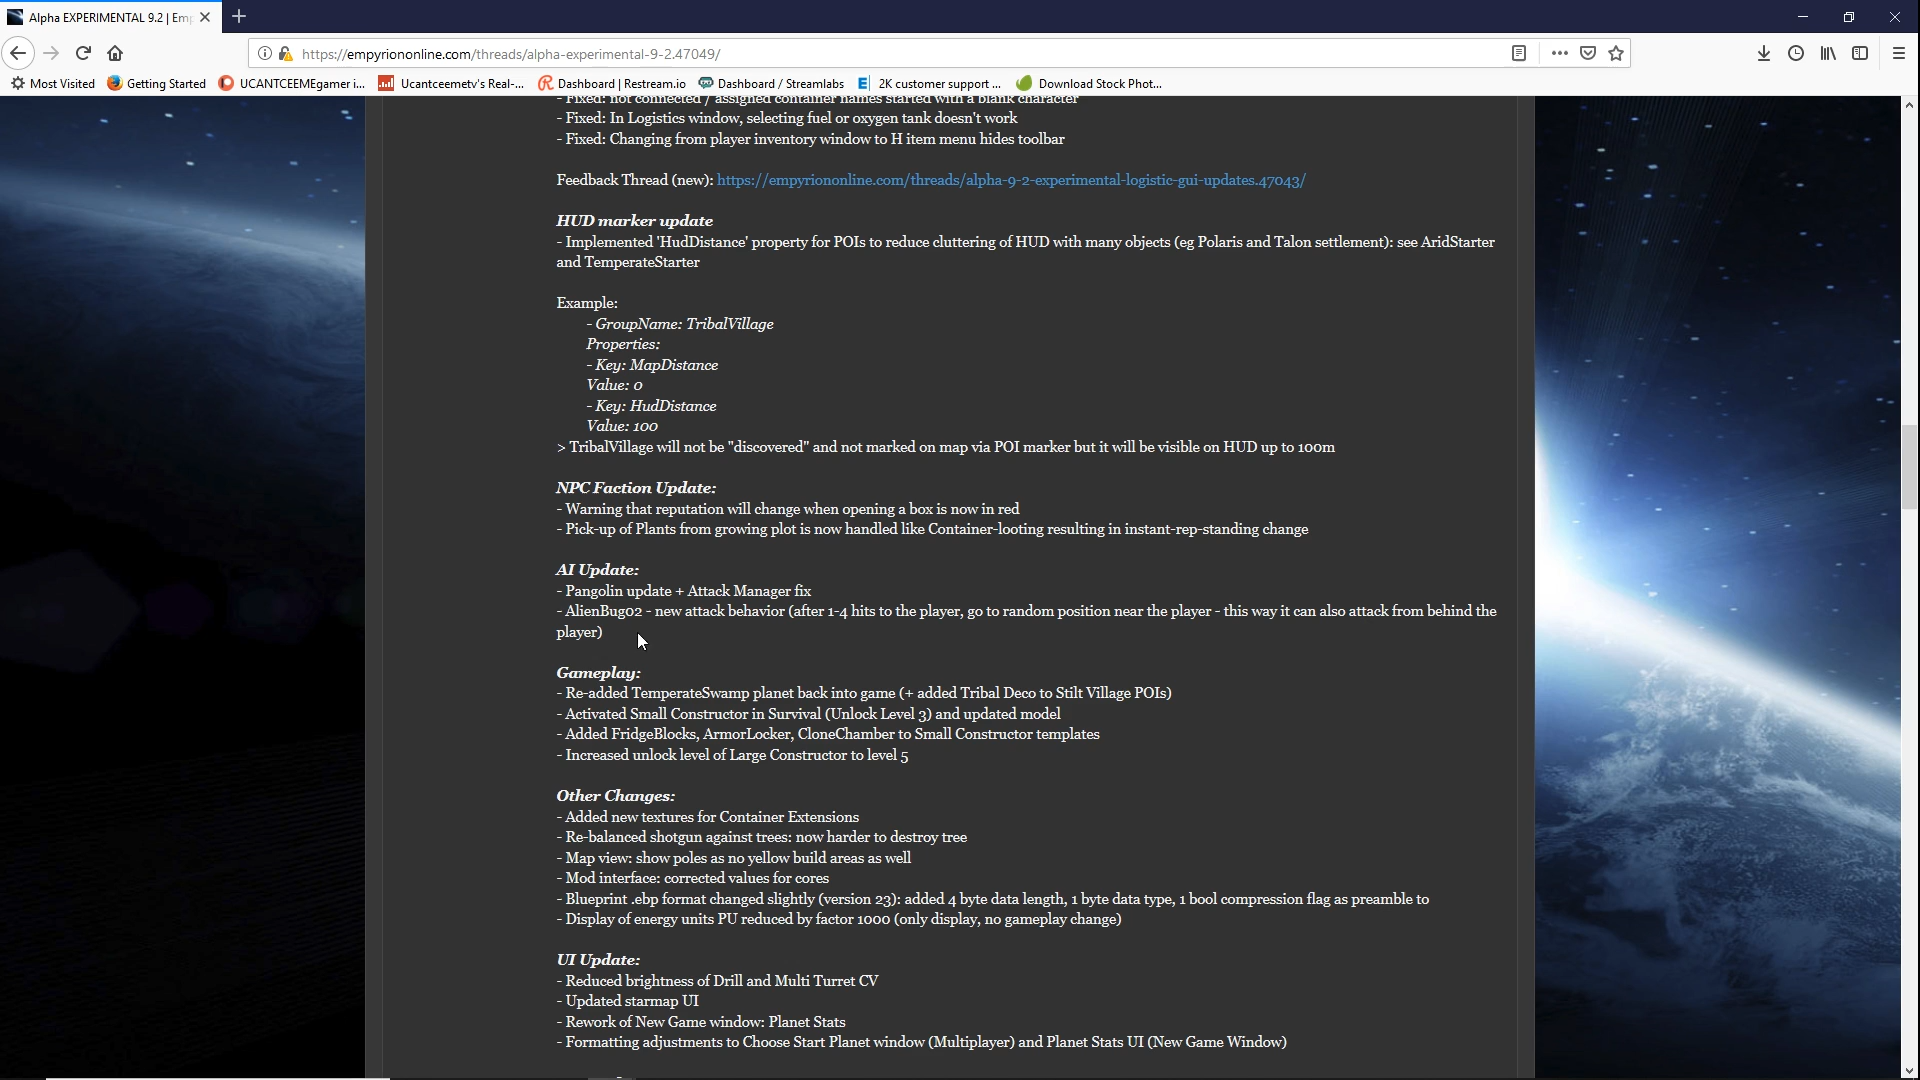 Alpha EXPERIMENTAL 9.2 | Em
https://empyriononline.com/threads/alpha-experimental-9-2.47049/
Most Visited Getting Started UCANTCEEMEgamer i... Ucantceemetv's Real-... Dashboard | Restream.io Dashboard / Streamlabs 2K customer support ... Download Stock Phot...
- Fixed: not connected / assigned container names started with a blank character
- Fixed: In Logistics window, selecting fuel or oxygen tank doesn't work
- Fixed: Changing from player inventory window to H item menu hides toolbar
Feedback Thread (new): https://empyriononline.com/threads/alpha-9-2-experimental-logistic-gui-updates.47043/
HUD marker update
- Implemented 'HudDistance' property for POIs to reduce cluttering of HUD with many objects (eg Polaris and Talon settlement): see AridStarter
and TemperateStarter
Example:
- GroupName: TribalVillage
Properties:
- Key: MapDistance
Value: 0
- Key: HudDistance
Value: 100
> TribalVillage will not be "discovered" and not marked on map via POI marker but it will be visible on HUD up to 100m
NPC Faction Update:
- Warning that reputation will change when opening a box is now in red
- Pick-up of Plants from growing plot is now handled like Container-looting resulting in instant-rep-standing change
AI Update:
- Pangolin update + Attack Manager fix
- AlienBug02 - new attack behavior (after 1-4 hits to the player, go to random position near the player - this way it can also attack from behind the
player)
Gameplay:
- Re-added TemperateSwamp planet back into game (+ added Tribal Deco to Stilt Village POIs)
- Activated Small Constructor in Survival (Unlock Level 3) and updated model
- Added FridgeBlocks, ArmorLocker, CloneChamber to Small Constructor templates
- Increased unlock level of Large Constructor to level 5
Other Changes:
- Added new textures for Container Extensions
- Re-balanced shotgun against trees: now harder to destroy tree
- Map view: show poles as no yellow build areas as well
- Mod interface: corrected values for cores
- Blueprint .ebp format changed slightly (version 23): added 4 byte data length, 1 byte data type, 1 bool compression flag as preamble to
- Display of energy units PU reduced by factor 1000 (only display, no gameplay change)
UI Update:
- Reduced brightness of Drill and Multi Turret CV
- Updated starmap UI
- Rework of New Game window: Planet Stats
- Formatting adjustments to Choose Start Planet window (Multiplayer) and Planet Stats UI (New Game Window)